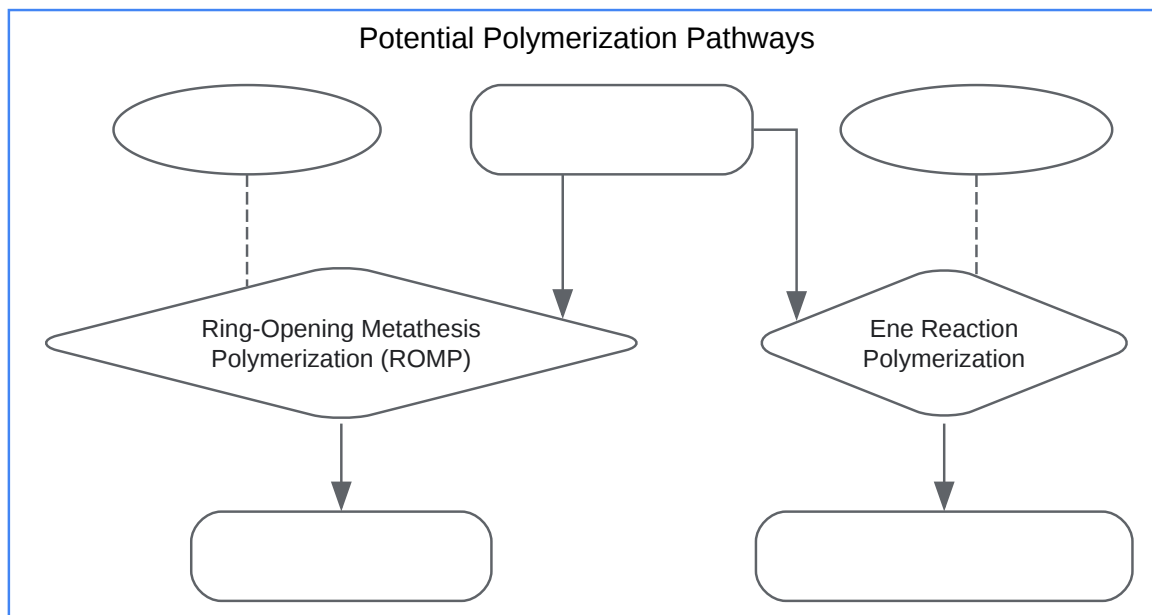 Potential Polymerization Pathways
Ring-Opening Metathesis
Polymerization (ROMP)
Ene Reaction
Polymerization